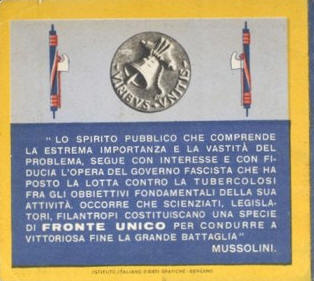 VIRIBVS VNITIS
" LO SPIRITO PUBBLICO CHE COMPRENDE
LA ESTREMA IMPORTANZA E LA VASTITÀ DEL
PROBLEMA, SEGUE CON INTERESSE E CON FI-
DUCIA L'OPERA DEL GOVERNO FASCISTA CHE HA
POSTO LA LOTTA CONTRO LA TUBERCOLOSI
FRA GLI OBBIETTIVI FONDAMENTALI DELLA SUA
ATTIVITÀ. OCCORRE CHE SCIENZIATI, LEGISLA-
TORI, FILANTROPI COSTITUISCANO UNA SPECIE
DI FRONTE UNICO PER CONDURRE A
VITTORIOSA FINE LA GRANDE BATTAGLIA"
MUSSOLINI.
ISTITUTO ITALIANO D'ARTI GRAFICHE - BERGAMO